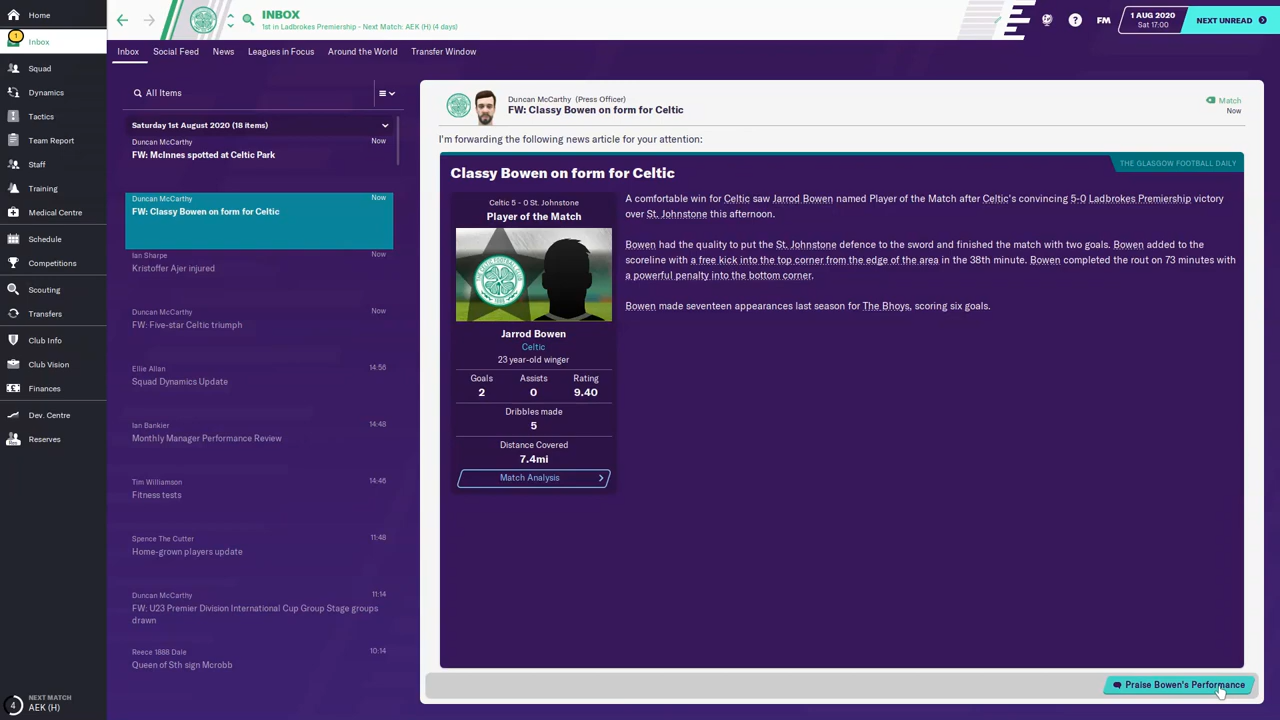 Home
1
Inbox
Squad
Dynamics
Tactics
Team Report
Staff
Training
Medical Centre
Schedule
Competitions
Scouting
Transfers
Club Info
Club Vision
Finances
Dev. Centre
Reserves
4
NEXT MATCH
AEK (H)
INBOX
1st in Ladbrokes Premiership - Next Match: AEK (H) (4 days)
?
FM
1 AUG 2020
Sat 17:00
NEXT UNREAD
Inbox
Social Feed
News
Leagues in Focus
Around the World
Transfer Window
All Items
Saturday 1st August 2020 (18 items)
Duncan McCarthy Now
FW: McInnes spotted at Celtic Park
Duncan McCarthy Now
FW: Classy Bowen on form for Celtic
Ian Sharpe Now
Kristoffer Ajer injured
Duncan McCarthy Now
FW: Five-star Celtic triumph
Ellie Allan 14:56
Squad Dynamics Update
Ian Bankier 14:48
Monthly Manager Performance Review
Tim Williamson 14:46
Fitness tests
Spence The Cutter 11:48
Home-grown players update
Duncan McCarthy 11:14
FW: U23 Premier Division International Cup Group Stage groups
drawn
Reece 1888 Dale 10:14
Queen of Sth sign Mcrobb
Duncan McCarthy (Press Officer)
FW: Classy Bowen on form for Celtic
Match
Now
I'm forwarding the following news article for your attention:
THE GLASGOW FOOTBALL DAILY
Classy Bowen on form for Celtic
Celtic 5 - 0 St. Johnstone
Player of the Match
Jarrod Bowen
Celtic
23 year-old winger
Goals Assists Rating
2 0 9.40
Dribbles made
5
Distance Covered
7.4mi
Match Analysis
A comfortable win for Celtic saw Jarrod Bowen named Player of the Match after Celtic's convincing 5-0 Ladbrokes Premiership victory
over St. Johnstone this afternoon.
Bowen had the quality to put the St. Johnstone defence to the sword and finished the match with two goals. Bowen added to the
scoreline with a free kick into the top corner from the edge of the area in the 38th minute. Bowen completed the rout on 73 minutes with
a powerful penalty into the bottom corner.
Bowen made seventeen appearances last season for The Bhoys, scoring six goals.
Praise Bowen's Performance